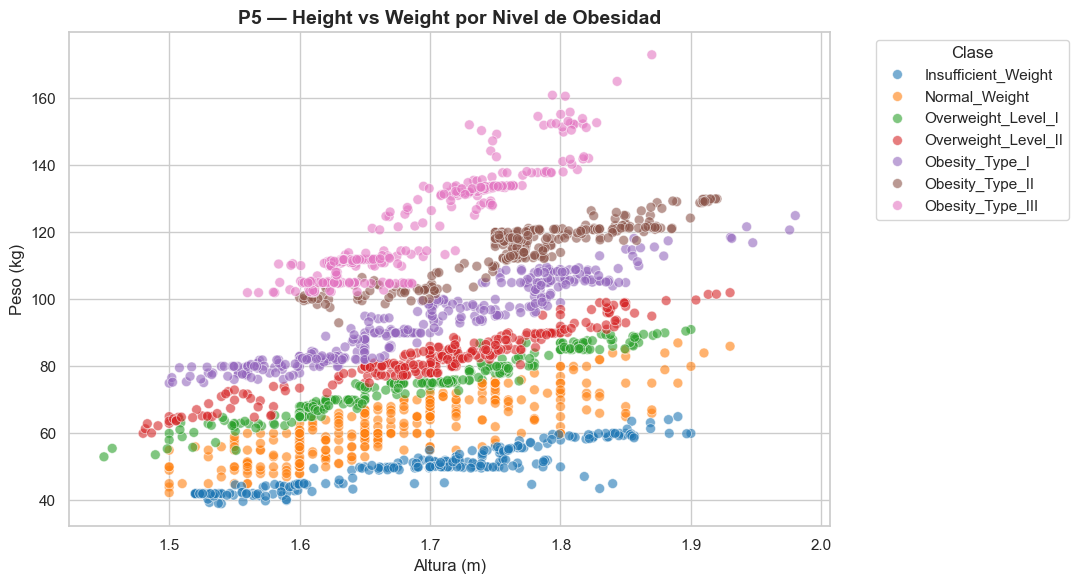 P5 — Height vs Weight por Nivel de Obesidad
Clase
Insufficient_Weight
Normal_Weight
Overweight_Level_I
Overweight_Level_II
Obesity_Type_I
Obesity_Type_II
Obesity_Type_III
Peso (kg)
160
140
120
100
80
60
40
1.5 1.6 1.7 1.8 1.9 2.0
Altura (m)